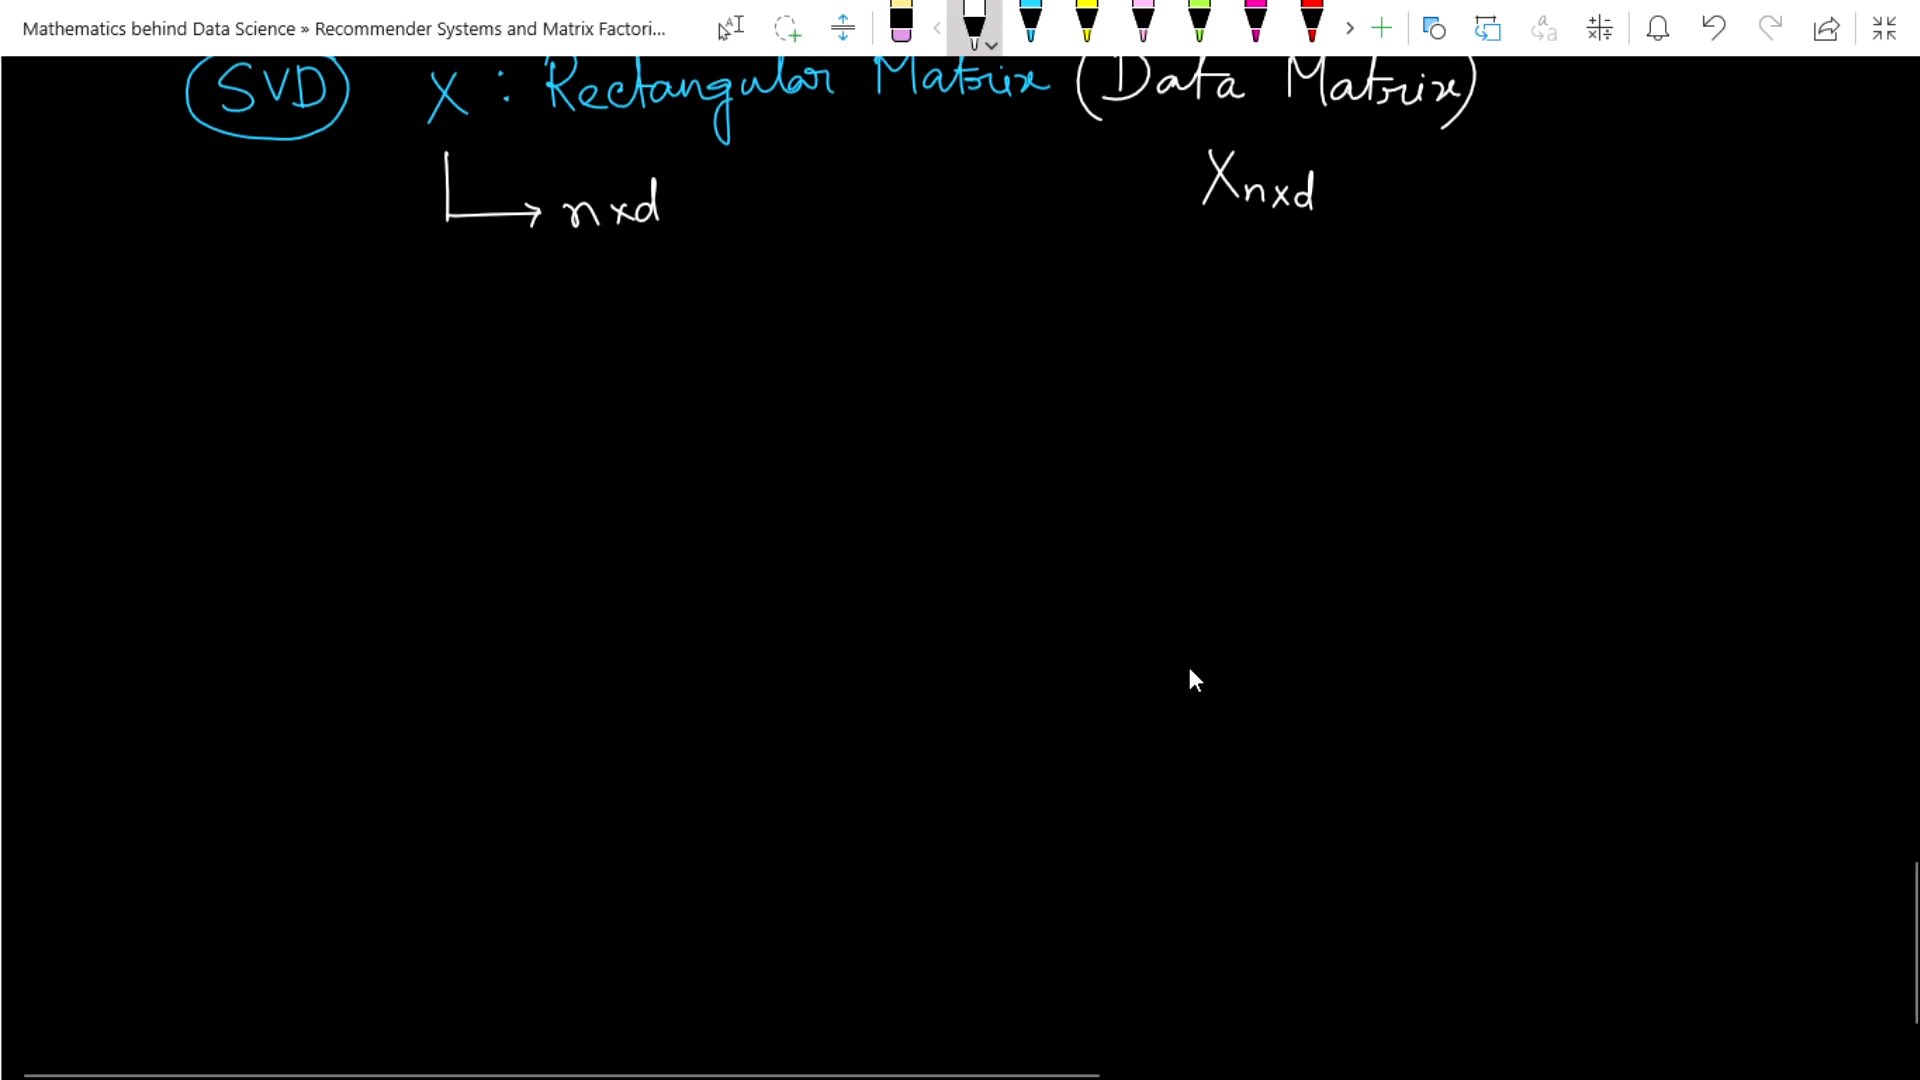 Mathematics behind Data Science » Recommender Systems and Matrix Factori...
SVD X : Rectangular Matrix (Data Matrix)
n×d
Xn×d